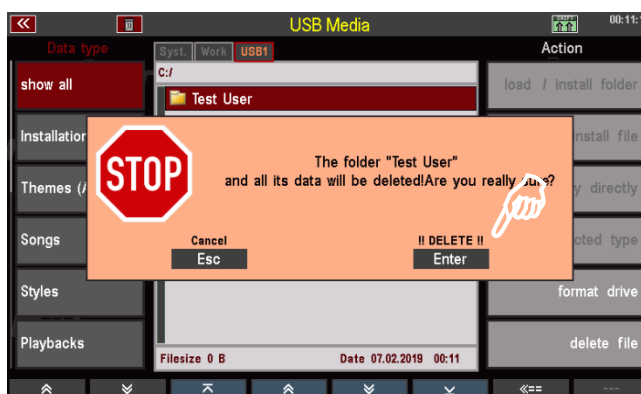 USB Media
00:11:
Data type
Syst. Work USB1
Action
C:/
show all
Test User
load / install folder
Installation
install file
STOP
The folder "Test User"
and all its data will be deleted!Are you really sure?
Themes (
y directly
Songs
Cancel
!! DELETE !!
Esc
Enter
cted type
Styles
format drive
Playbacks
delete file
Filesize 0 B
Date 07.02.2019 00:11